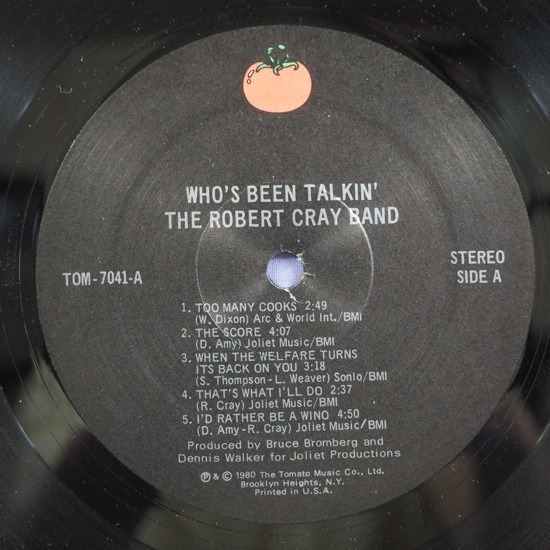 WHO'S BEEN TALKIN'
THE ROBERT CRAY BAND
TOM-7041-A
STEREO
SIDE A
1. TOO MANY COOKS 2:49
(W. Dixon) Arc & World Int./BMI
2. THE SCORE 4:07
(D. Amy) Joliet Music/BMI
3. WHEN THE WELFARE TURNS
ITS BACK ON YOU 3:18
(S. Thompson-L. Weaver) Sonlo/BMI
4. THAT'S WHAT I'LL DO 2:37
(R. Cray) Joliet Music/BMI
5. I'D RATHER BE A WINO 4:50
(D. Amy-R. Cray) Joliet Music/BMI
Produced by Bruce Bromberg and
Dennis Walker for Joliet Productions
℗ & © 1980 The Tomato Music Co., Ltd.
Brooklyn Heights, N.Y.
Printed in U.S.A.